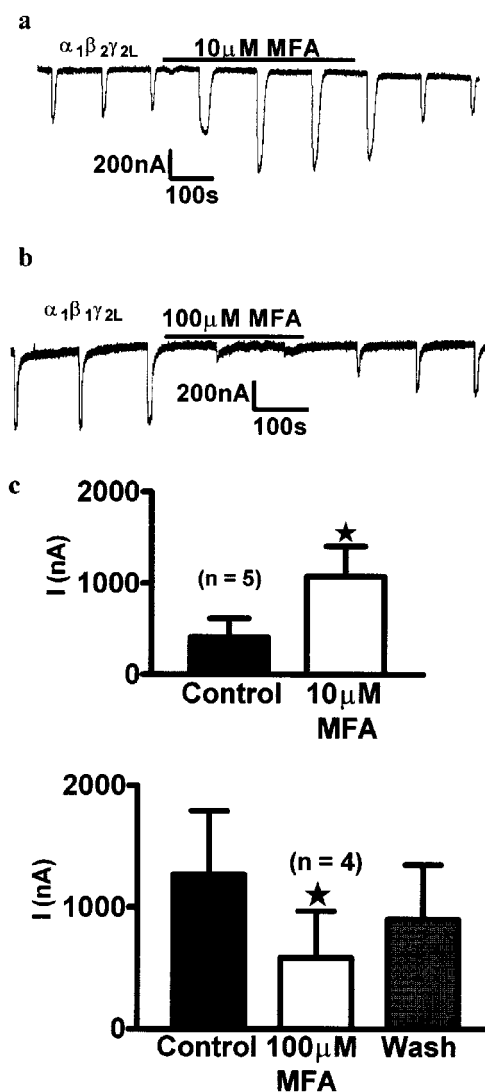 a
α₁β₂γ₂L
10μM MFA
200nA
100s
b
α₁β₁γ₂L
100μM MFA
200nA
100s
c
2000
1000
0
I (nA)
(n = 5)
★
Control
10μM
MFA
2000
1000
0
I (nA)
(n = 4)
★
Control
100μM
MFA
Wash